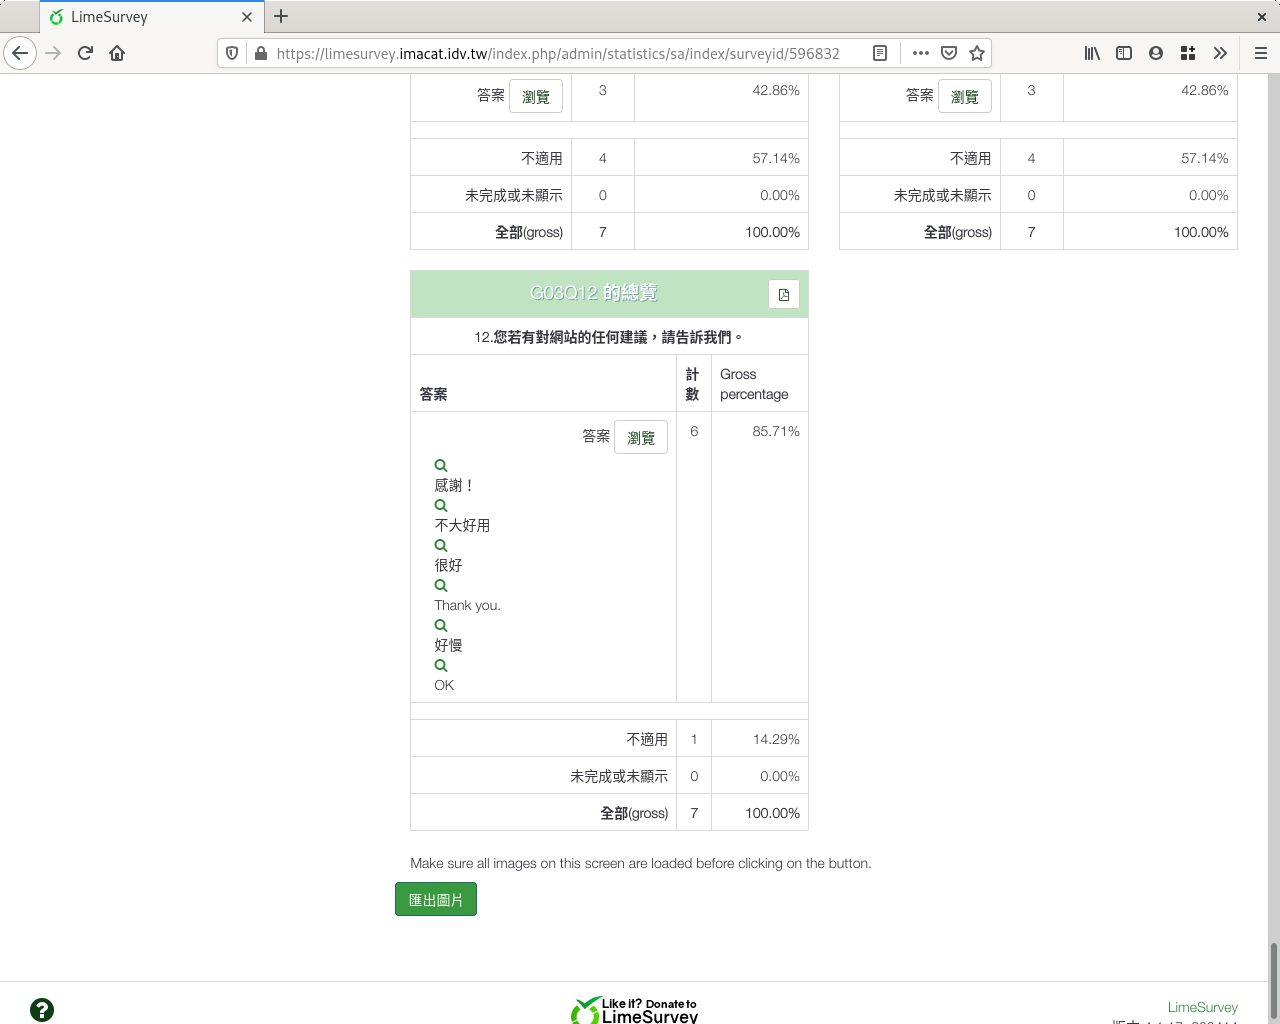 LimeSurvey
https://limesurvey.imacat.idv.tw/index.php/admin/statistics/sa/index/surveyid/596832
答案 瀏覽 3 42.86%
不適用 4 57.14%
未完成或未顯示 0 0.00%
全部(gross) 7 100.00%
答案 瀏覽 3 42.86%
不適用 4 57.14%
未完成或未顯示 0 0.00%
全部(gross) 7 100.00%
G03Q12 的總覽
12.您若有對網站的任何建議，請告訴我們。
答案 計數 Gross percentage
答案 瀏覽 6 85.71%
感謝！
不大好用
很好
Thank you.
好慢
OK
不適用 1 14.29%
未完成或未顯示 0 0.00%
全部(gross) 7 100.00%
Make sure all images on this screen are loaded before clicking on the button.
匯出圖片
Like it? Donate to
LimeSurvey
LimeSurvey